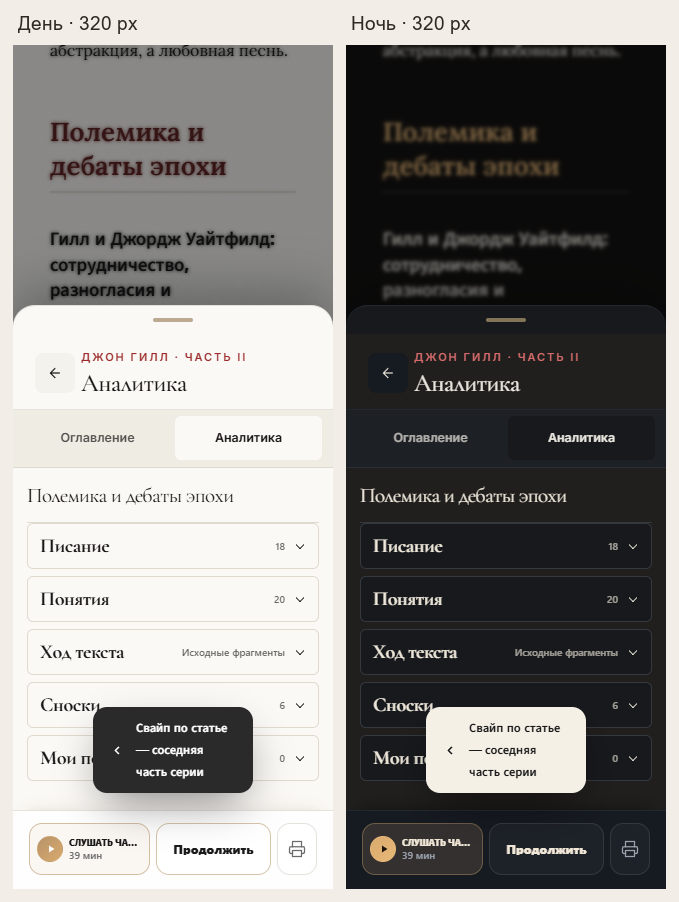 День · 320 px
абстракция, а любовная песнь.
Полемика и
дебаты эпохи
Гилл и Джордж Уайтфилд:
сотрудничество,
разногласия и
ДЖОН ГИЛЛ · ЧАСТЬ II
Аналитика
Оглавление
Аналитика
Полемика и дебаты эпохи
Писание 18
Понятия 20
Ход текста Исходные фрагменты
Сноски 6
Мои 0
Свайп по статье
— соседняя
часть серии
СЛУШАТЬ ЧА...
39 мин
Продолжить
Ночь · 320 px
абстракция, а любовная песнь.
Полемика и
дебаты эпохи
Гилл и Джордж Уайтфилд:
сотрудничество,
разногласия и
ДЖОН ГИЛЛ · ЧАСТЬ II
Аналитика
Оглавление
Аналитика
Полемика и дебаты эпохи
Писание 18
Понятия 20
Ход текста Исходные фрагменты
Сноски 6
Мои 0
Свайп по статье
— соседняя
часть серии
СЛУШАТЬ ЧА...
39 мин
Продолжить